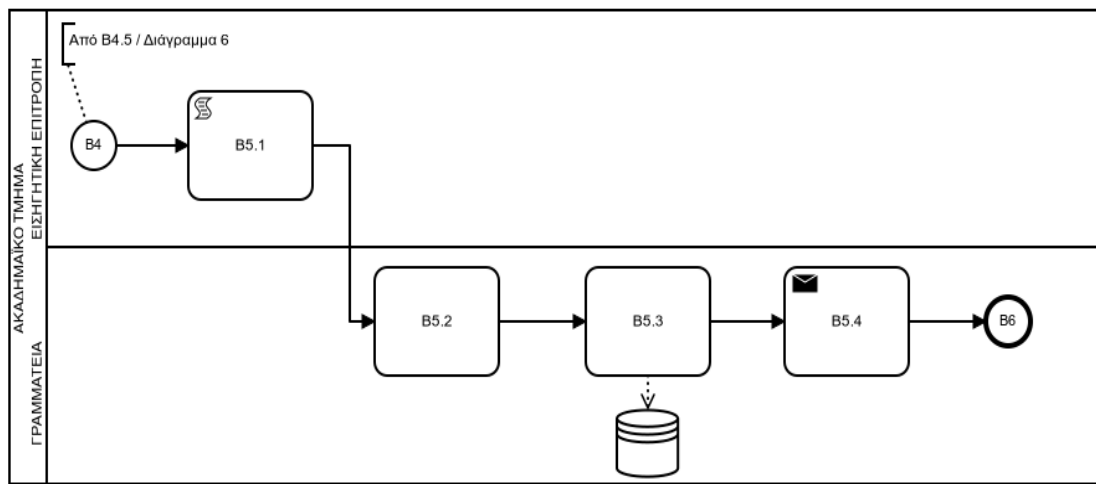 Από B4.5 / Διάγραμμα 6
ΑΚΑΔΗΜΑΪΚΟ ΤΜΗΜΑ
ΕΙΣΗΓΗΤΙΚΗ ΕΠΙΤΡΟΠΗ
B4
B5.1
ΓΡΑΜΜΑΤΕΙΑ
B5.2
B5.3
B5.4
B6